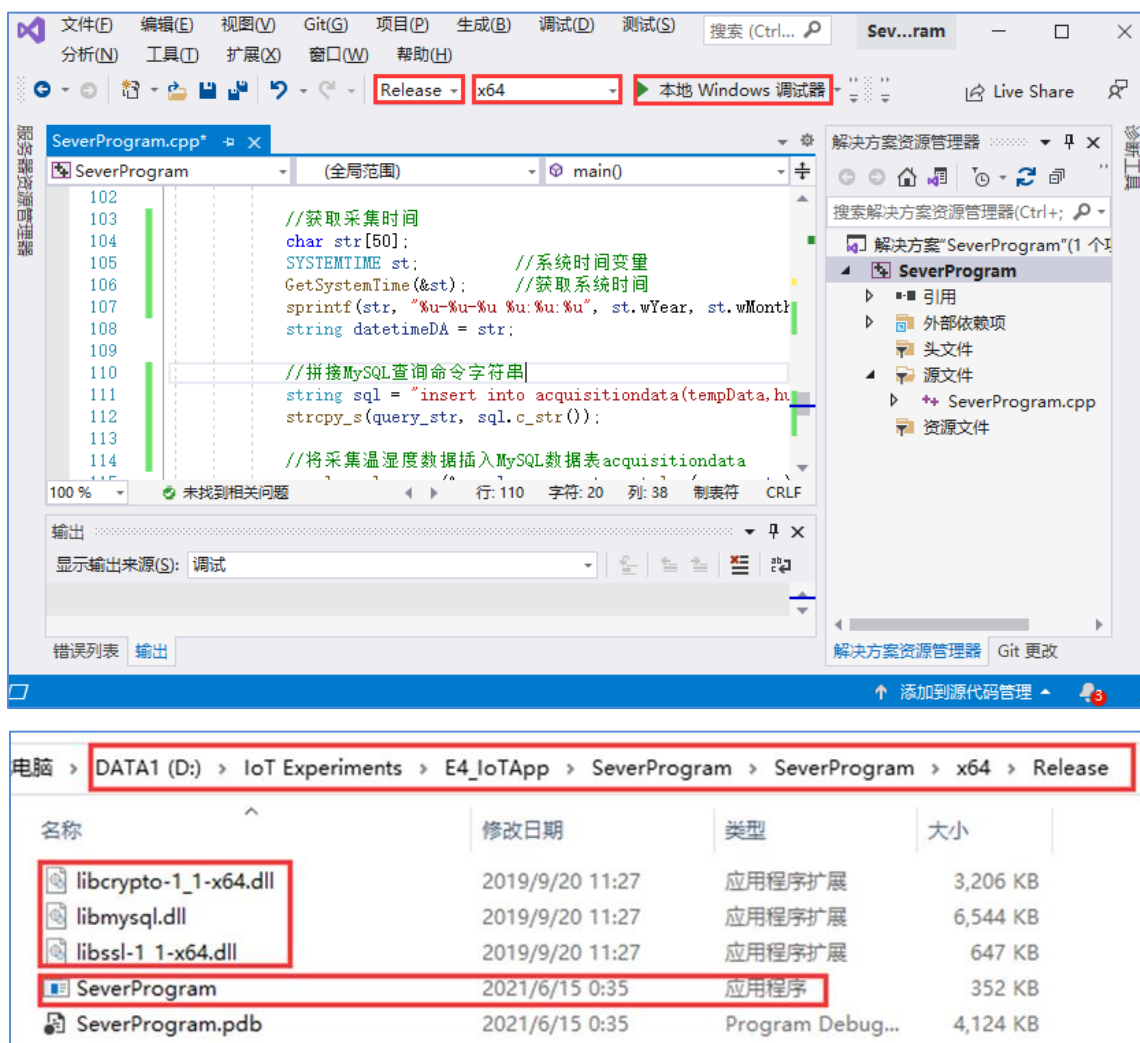 文件(F) 编辑(E) 视图(V) Git(G) 项目(P) 生成(B) 调试(D) 测试(S) 搜索 (Ctrl... Sev...ram
分析(N) 工具(T) 扩展(X) 窗口(W) 帮助(H)
Release x64 本地 Windows 调试器 Live Share
服务器资源管理器
SeverProgram.cpp*
SeverProgram (全局范围) main()
102
103 //获取采集时间
104 char str[50];
105 SYSTEMTIME st; //系统时间变量
106 GetSystemTime(&st); //获取系统时间
107 sprintf(str, "%u-%u-%u %u:%u:%u", st.wYear, st.wMonth
108 string datetimeDA = str;
109
110 //拼接MySQL查询命令字符串
111 string sql = "insert into acquisitiondata(tempData,hu
112 strcpy_s(query_str, sql.c_str());
113
114 //将采集温湿度数据插入MySQL数据表acquisitiondata
100 % 未找到相关问题 行: 110 字符: 20 列: 38 制表符 CRLF
输出
显示输出来源(S): 调试
错误列表 输出
解决方案资源管理器
搜索解决方案资源管理器(Ctrl+;
解决方案"SeverProgram"(1 个项
SeverProgram
引用
外部依赖项
头文件
源文件
SeverProgram.cpp
资源文件
解决方案资源管理器 Git 更改
诊断工具
添加到源代码管理 3
电脑 > DATA1 (D:) > IoT Experiments > E4_IoTApp > SeverProgram > SeverProgram > x64 > Release
名称 修改日期 类型 大小
libcrypto-1_1-x64.dll 2019/9/20 11:27 应用程序扩展 3,206 KB
libmysql.dll 2019/9/20 11:27 应用程序扩展 6,544 KB
libssl-1_1-x64.dll 2019/9/20 11:27 应用程序扩展 647 KB
SeverProgram 2021/6/15 0:35 应用程序 352 KB
SeverProgram.pdb 2021/6/15 0:35 Program Debug... 4,124 KB